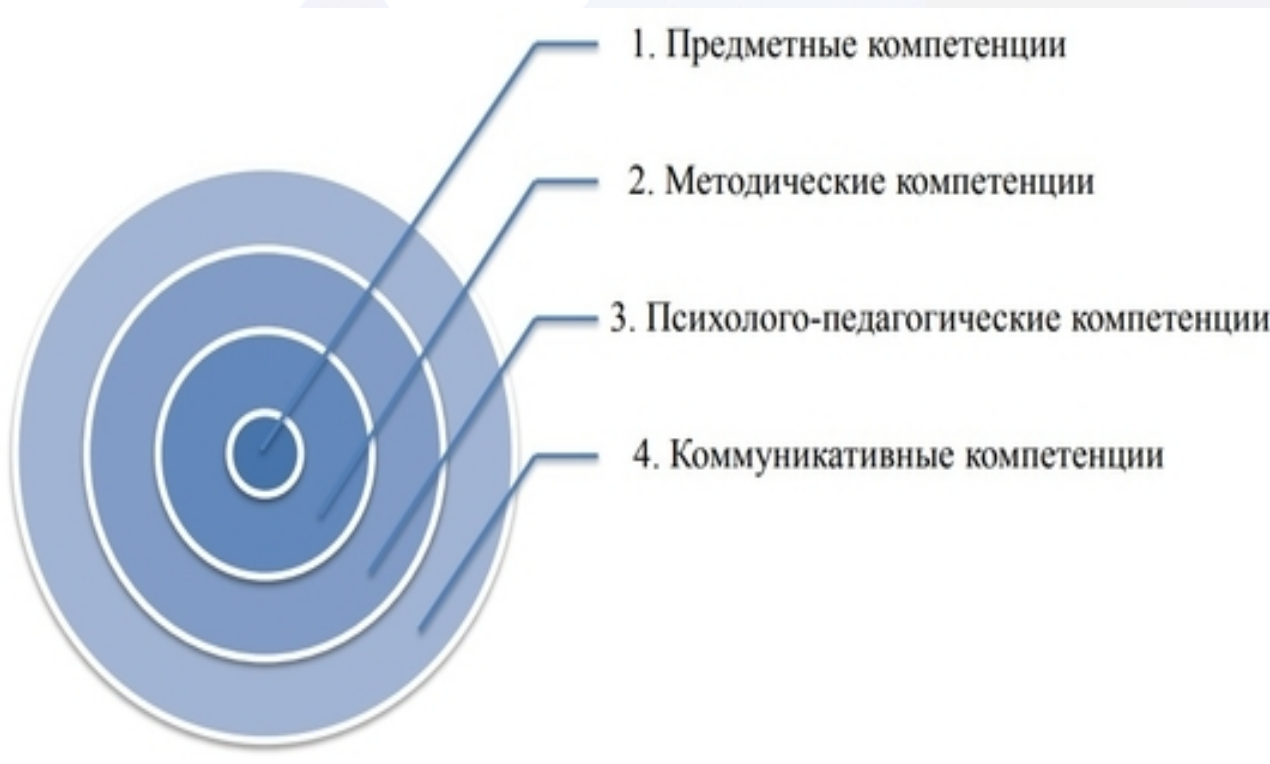 1. Предметные компетенции
2. Методические компетенции
3. Психолого-педагогические компетенции
4. Коммуникативные компетенции